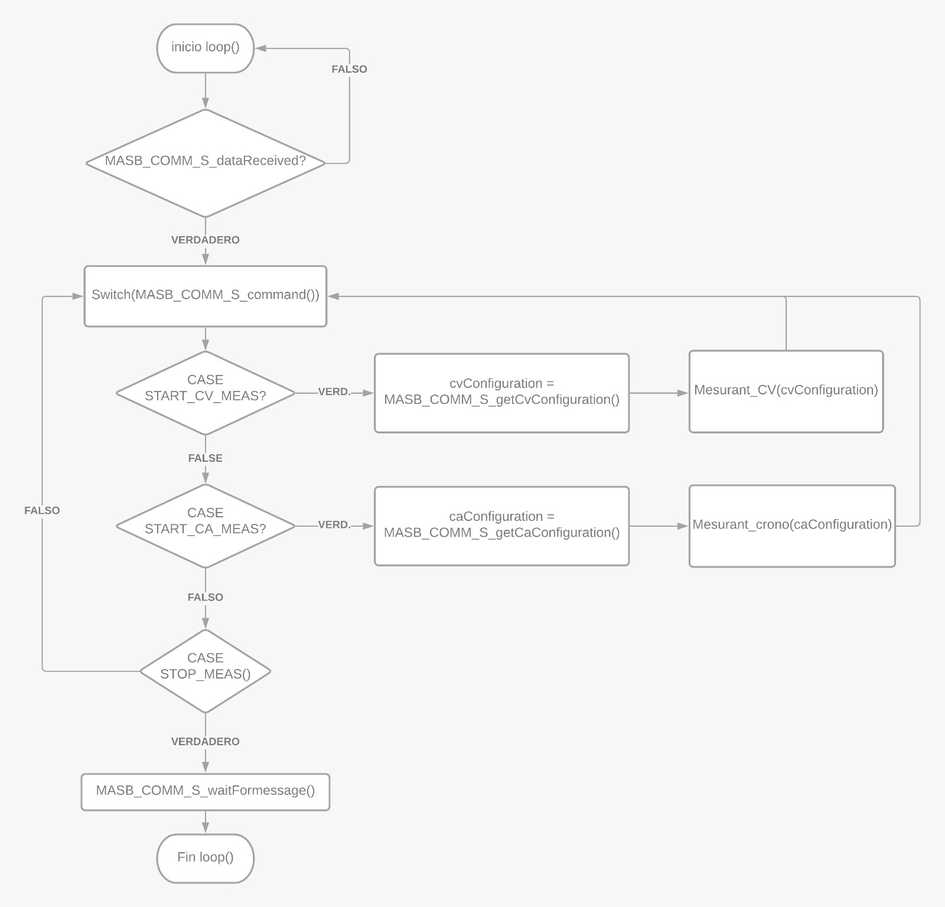 inicio loop()
FALSO
MASB_COMM_S_dataReceived?
VERDADERO
Switch(MASB_COMM_S_command())
CASE
START_CV_MEAS?
VERD.
cvConfiguration =
MASB_COMM_S_getCvConfiguration()
Mesurant_CV(cvConfiguration)
FALSE
FALSO
CASE
START_CA_MEAS?
VERD.
caConfiguration =
MASB_COMM_S_getCaConfiguration()
Mesurant_crono(caConfiguration)
FALSO
CASE
STOP_MEAS()
VERDADERO
MASB_COMM_S_waitFormessage()
Fin loop()